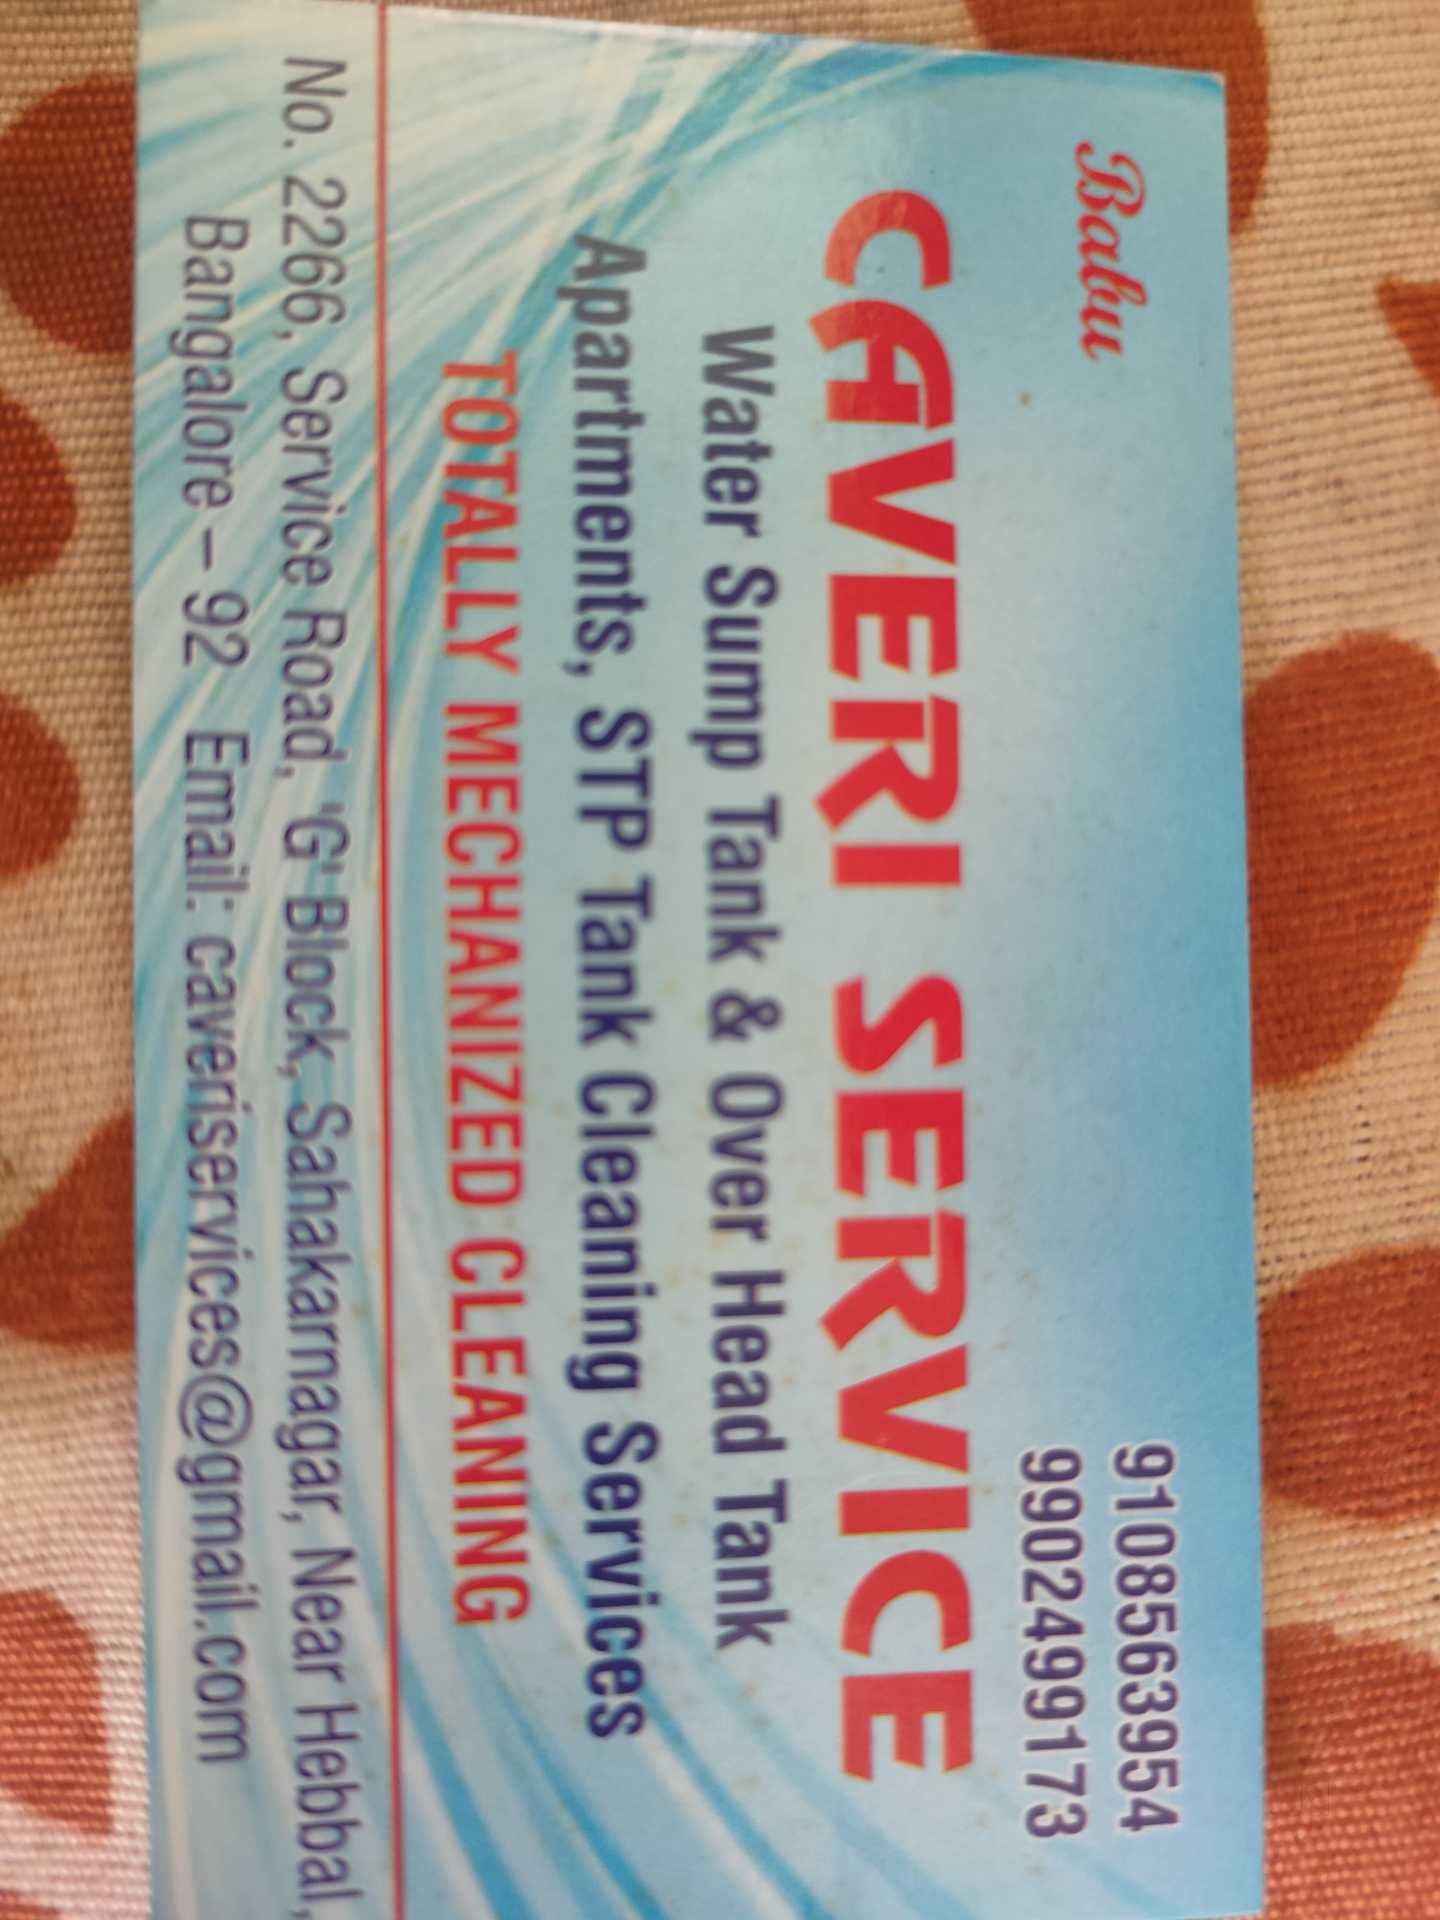 Babu
9108563954
9902499173
CAVERI SERVICE
Water Sump Tank & Over Head Tank
Apartments, STP Tank Cleaning Services
TOTALLY MECHANIZED CLEANING
No. 2266, Service Road, 'G' Block, Sahakarnagar, Near Hebbal,
Bangalore – 92 Email: caveriservices@gmail.com